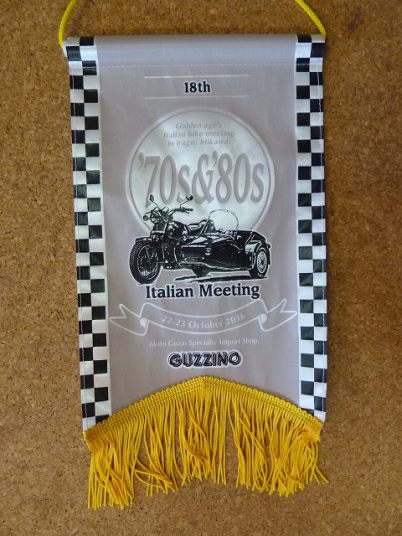 18th
Golden age's
Italian bike meeting
in Irago, Mikawa.
'70s&'80s
Italian Meeting
22-23 October 2016
Moto Guzzi Specialty Import Shop.
GUZZINO